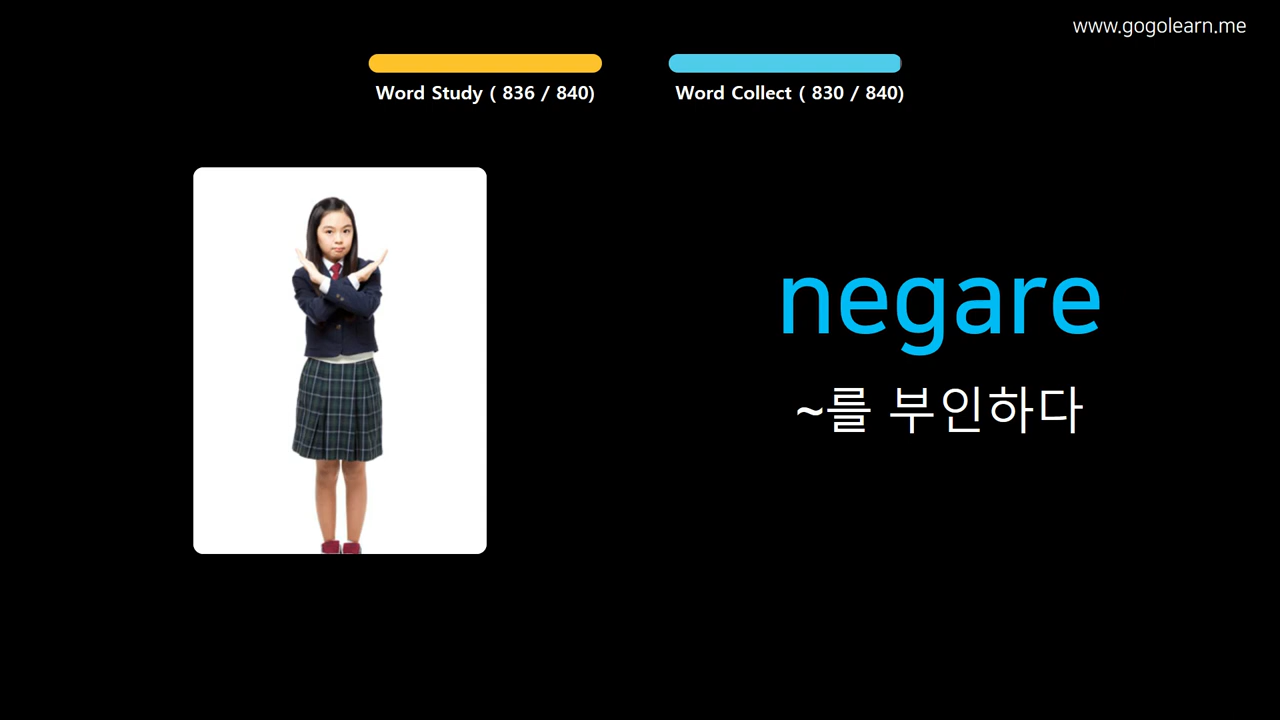 www.gogolearn.me
Word Study ( 836 / 840)
Word Collect ( 830 / 840)
negare
~를 부인하다